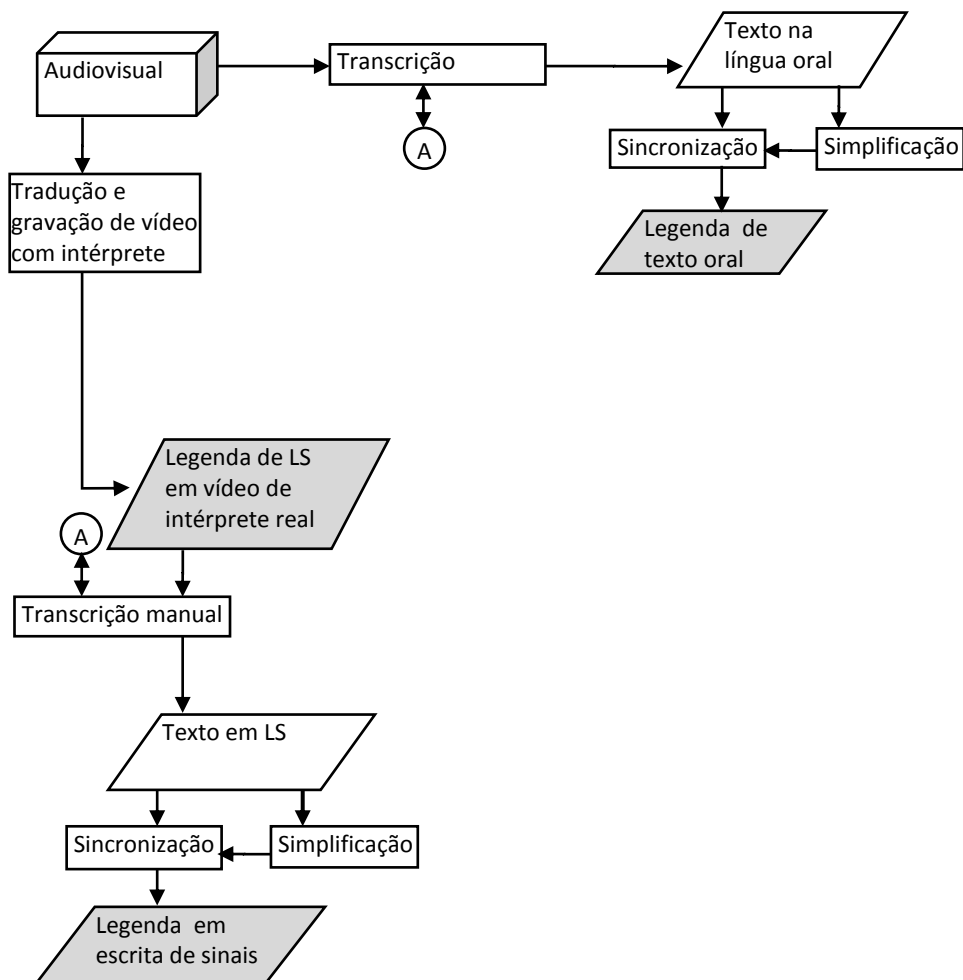 Audiovisual
Transcrição
Texto na
língua oral
A
Sincronização
Simplificação
Tradução e
gravação de vídeo
com intérprete
Legenda de
texto oral
Legenda de LS
em vídeo de
intérprete real
A
Transcrição manual
Texto em LS
Sincronização
Simplificação
Legenda em
escrita de sinais